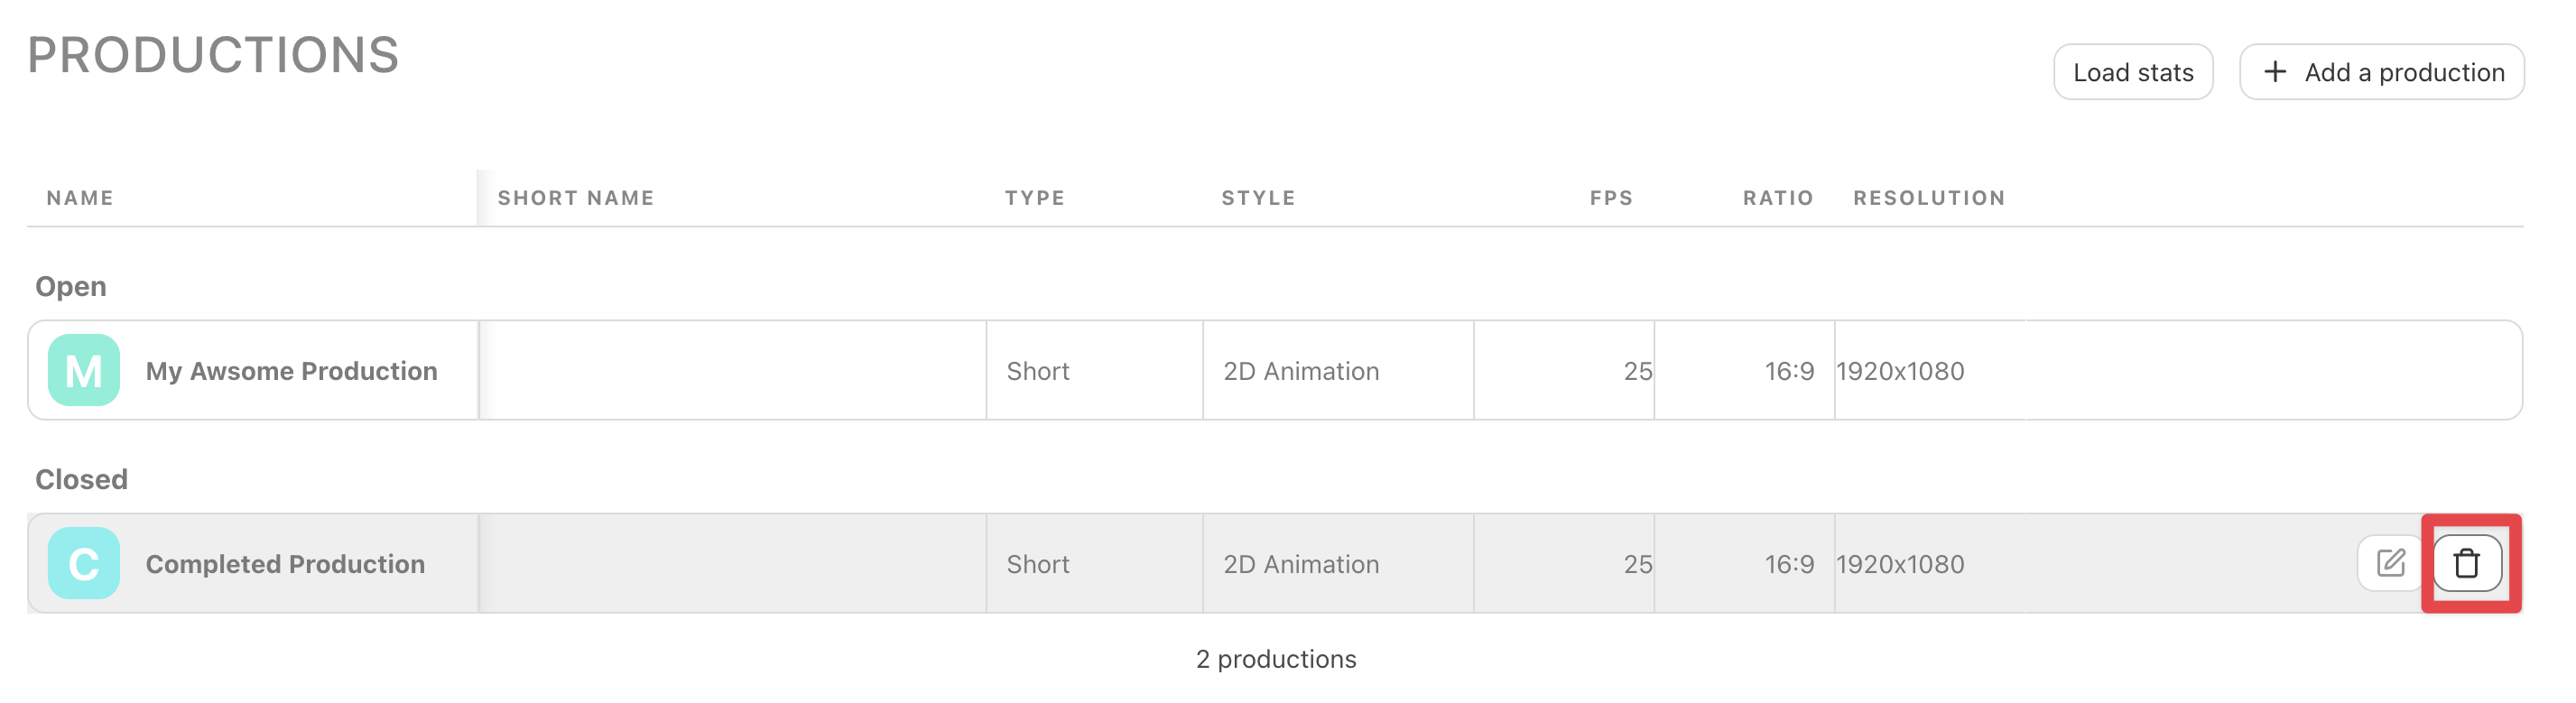 PRODUCTIONS
Load stats
+ Add a production
NAME SHORT NAME TYPE STYLE FPS RATIO RESOLUTION
Open
M My Awsome Production Short 2D Animation 25 16:9 1920x1080
Closed
C Completed Production Short 2D Animation 25 16:9 1920x1080
2 productions